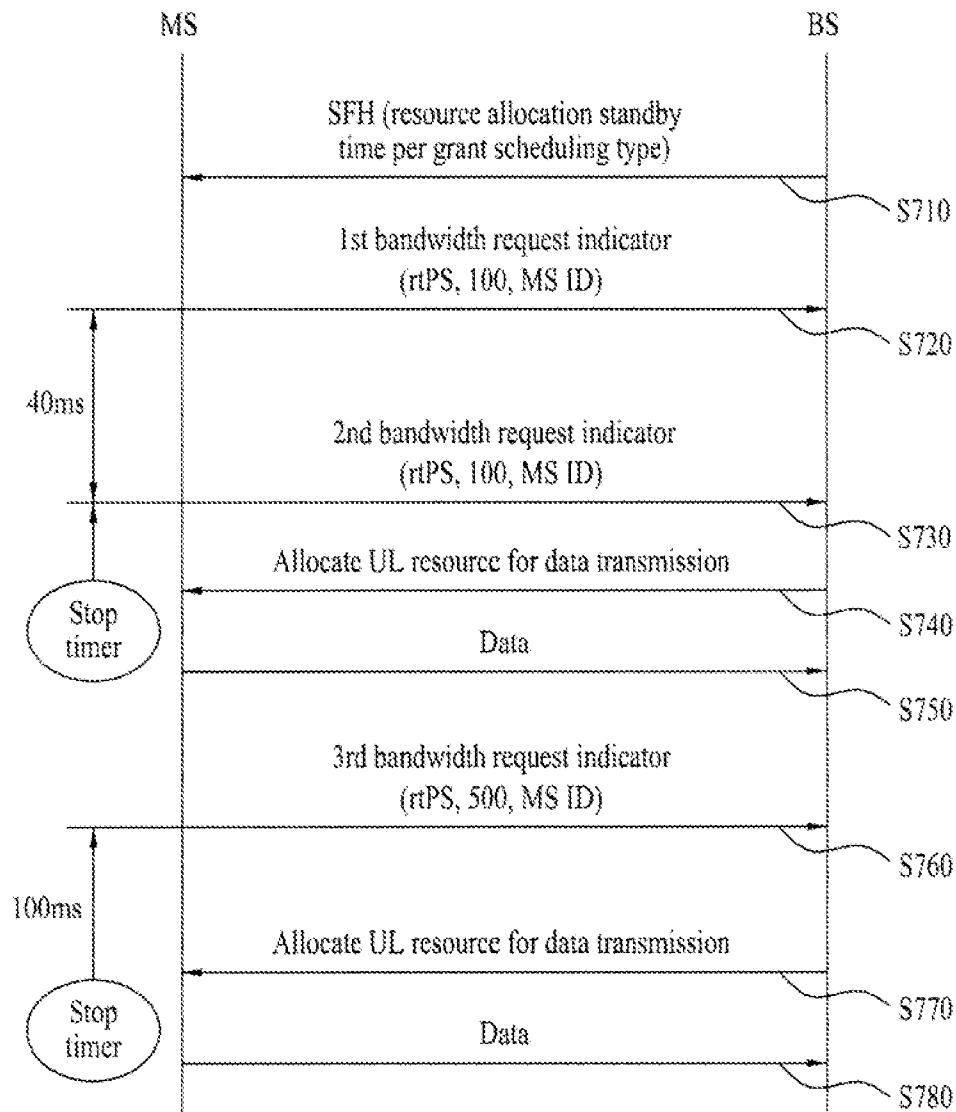 MS
BS
SFH (resource allocation standby
time per grant scheduling type)
S710
1st bandwidth request indicator
(rtPS, 100, MS ID)
S720
40ms
2nd bandwidth request indicator
(rtPS, 100, MS ID)
S730
Allocate UL resource for data transmission
Stop
timer
S740
Data
S750
3rd bandwidth request indicator
(rtPS, 500, MS ID)
S760
100ms
Allocate UL resource for data transmission
S770
Stop
timer
Data
S780